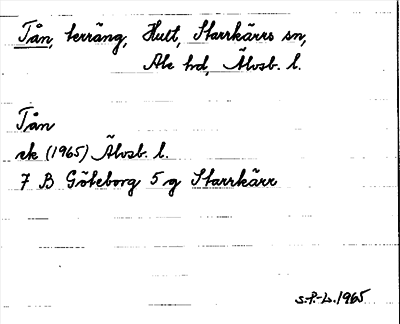 Tån, terräng, Hult, Starrkärrs sn,
Ale hd, Älvsb. l.
Tån
ek (1965) Älvsb. l.
7 B Göteborg 5 g Starrkärr
S.P.-L. 1965